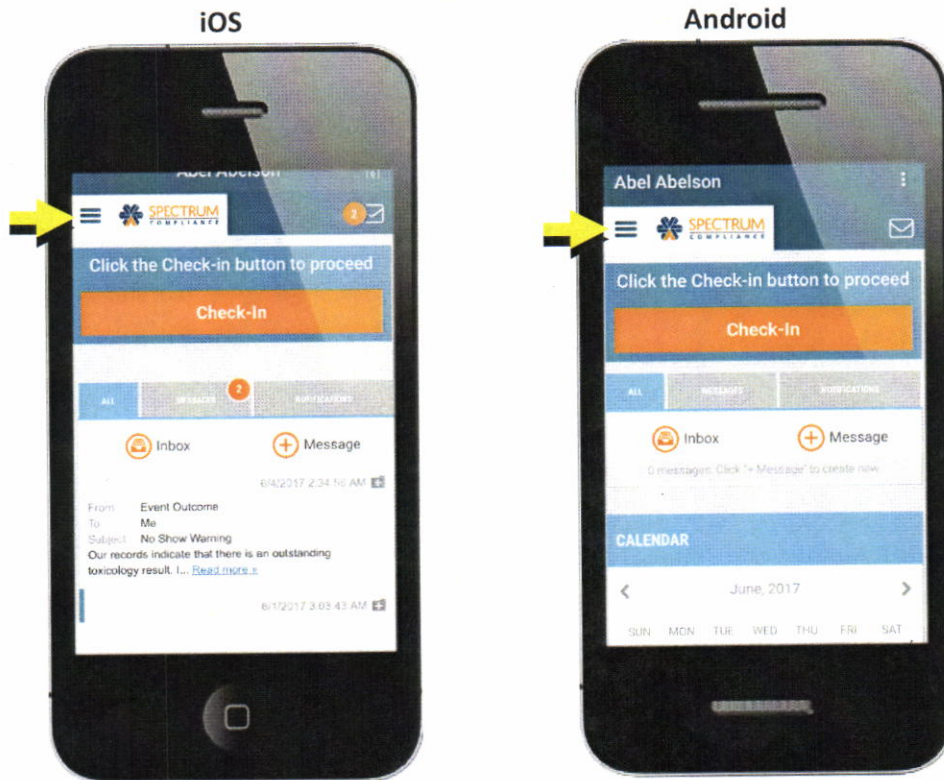 iOS
Abel Abelson
SPECTRUM
COMPLIANCE
2
Click the Check-in button to proceed
Check-In
ALL
MESSAGES
2
NOTIFICATIONS
Inbox
Message
6/4/2017 2:34:56 AM
From Event Outcome
To Me
Subject No Show Warning
Our records indicate that there is an outstanding
toxicology result. I... Read more »
6/1/2017 3:03:43 AM
Android
Abel Abelson
SPECTRUM
COMPLIANCE
Click the Check-in button to proceed
Check-In
ALL
MESSAGES
NOTIFICATIONS
Inbox
Message
0 messages. Click '+ Message' to create new
CALENDAR
June, 2017
SUN MON TUE WED THU FRI SAT